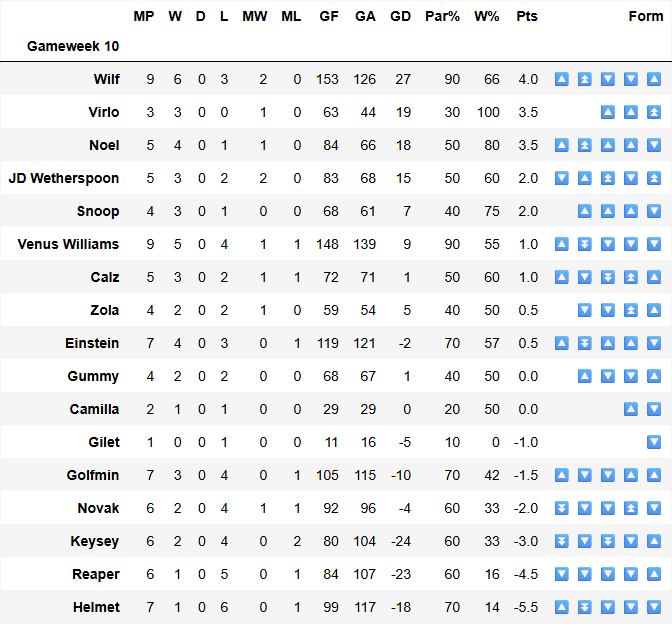 MP W D L MW ML GF GA GD Par% W% Pts Form
Gameweek 10
Wilf 9 6 0 3 2 0 153 126 27 90 66 4.0 🔼 ⏫ 🔽 🔽 🔼
Virlo 3 3 0 0 1 0 63 44 19 30 100 3.5 🔼 🔼 ⏫
Noel 5 4 0 1 1 0 84 66 18 50 80 3.5 🔼 ⏫ 🔼 🔼 🔽
JD Wetherspoon 5 3 0 2 2 0 83 68 15 50 60 2.0 🔽 🔼 ⏫ 🔽 ⏫
Snoop 4 3 0 1 0 0 68 61 7 40 75 2.0 🔼 🔼 🔼 🔽
Venus Williams 9 5 0 4 1 1 148 139 9 90 55 1.0 🔼 ⏬ 🔽 🔽 🔽
Calz 5 3 0 2 1 1 72 71 1 50 60 1.0 🔼 🔽 ⏬ ⏫ 🔼
Zola 4 2 0 2 1 0 59 54 5 40 50 0.5 🔽 🔽 ⏫ 🔼
Einstein 7 4 0 3 0 1 119 121 -2 70 57 0.5 🔼 ⏬ 🔼 🔼 🔽
Gummy 4 2 0 2 0 0 68 67 1 40 50 0.0 🔼 🔽 🔽 🔼
Camilla 2 1 0 1 0 0 29 29 0 20 50 0.0 🔼 🔽
Gilet 1 0 0 1 0 0 11 16 -5 10 0 -1.0 🔽
Golfmin 7 3 0 4 0 1 105 115 -10 70 42 -1.5 🔼 🔽 🔽 🔼 🔼
Novak 6 2 0 4 1 1 92 96 -4 60 33 -2.0 ⏬ 🔽 🔽 ⏫ 🔽
Keysey 6 2 0 4 0 2 80 104 -24 60 33 -3.0 ⏬ 🔽 ⏬ 🔽 🔼
Reaper 6 1 0 5 0 1 84 107 -23 60 16 -4.5 🔽 🔽 🔽 🔽 🔼
Helmet 7 1 0 6 0 1 99 117 -18 70 14 -5.5 🔼 ⏬ 🔽 🔽 🔽